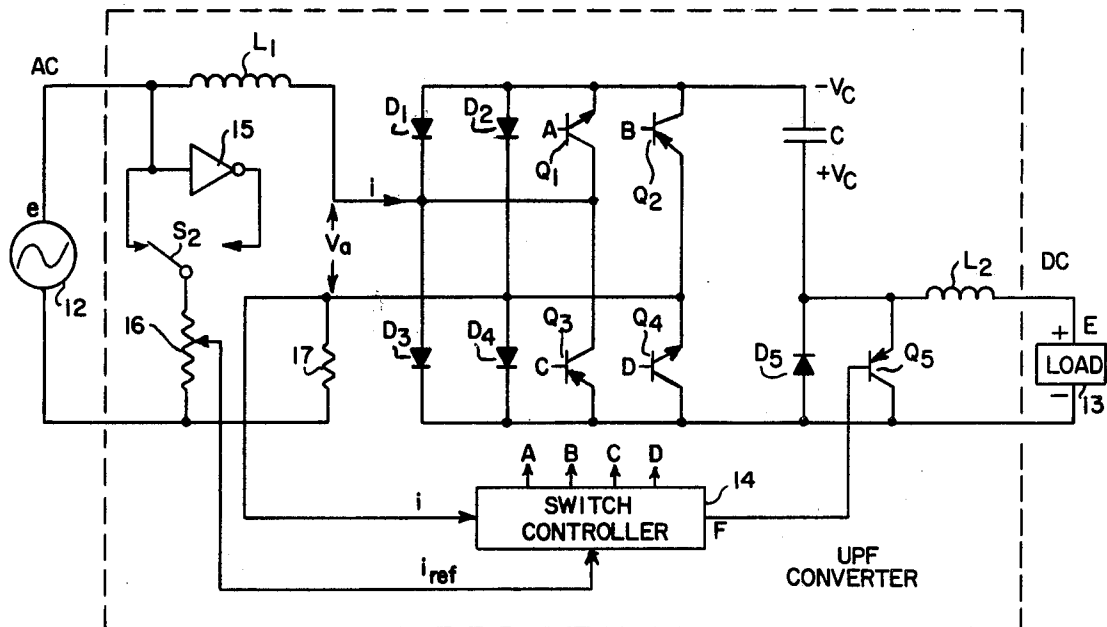 AC
L1
e
12
15
S2
16
17
i
Va
D1
D2
D3
D4
A
Q1
B
Q2
C
Q3
D
Q4
-VC
C
+VC
D5
Q5
L2
DC
+
E
LOAD
-
13
A B C D
14
SWITCH
CONTROLLER
F
i
iref
UPF
CONVERTER